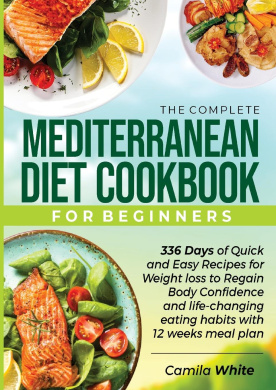 THE COMPLETE
MEDITERRANEAN
DIET COOKBOOK
FOR BEGINNERS
336 Days of Quick
and Easy Recipes for
Weight loss to Regain
Body Confidence
and life-changing
eating habits with
12 weeks meal plan
Camila White